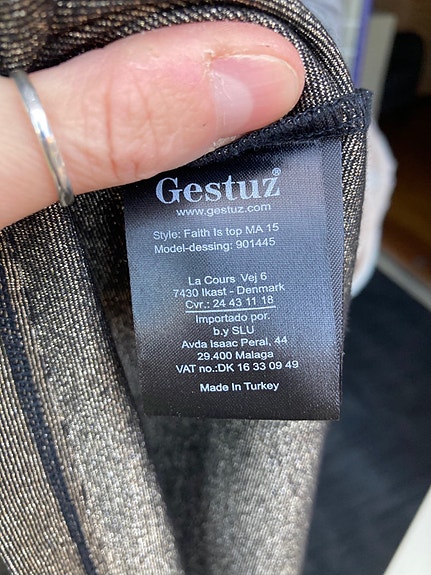 Gestuz®
www.gestuz.com
Style: Faith ls top MA 15
Model-dessing: 901445
La Cours Vej 6
7430 Ikast - Denmark
Cvr.: 24 43 11 18
Importado por.
b.y SLU
Avda Isaac Peral, 44
29.400 Malaga
VAT no.:DK 16 33 09 49
Made In Turkey